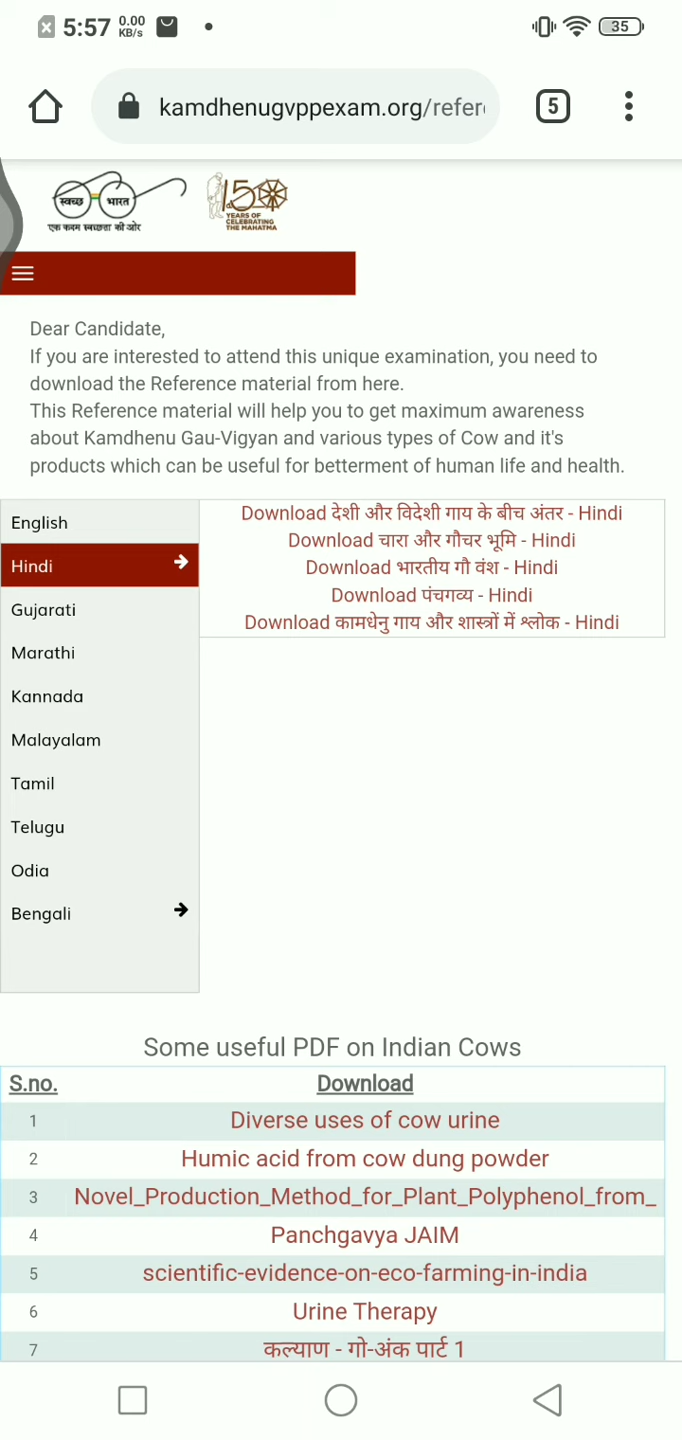 5:57 0.00 KB/s 35
kamdhenugvppexam.org/refer
5
स्वच्छ भारत
एक कदम स्वच्छता की ओर
150
YEARS OF
CELEBRATING
THE MAHATMA
Dear Candidate,
If you are interested to attend this unique examination, you need to
download the Reference material from here.
This Reference material will help you to get maximum awareness
about Kamdhenu Gau-Vigyan and various types of Cow and it's
products which can be useful for betterment of human life and health.
English
Hindi
Gujarati
Marathi
Kannada
Malayalam
Tamil
Telugu
Odia
Bengali
Download देशी और विदेशी गाय के बीच अंतर - Hindi
Download चारा और गौचर भूमि - Hindi
Download भारतीय गौ वंश - Hindi
Download पंचगव्य - Hindi
Download कामधेनु गाय और शास्त्रों में श्लोक - Hindi
Some useful PDF on Indian Cows
S.no. Download
1 Diverse uses of cow urine
2 Humic acid from cow dung powder
3 Novel_Production_Method_for_Plant_Polyphenol_from_
4 Panchgavya JAIM
5 scientific-evidence-on-eco-farming-in-india
6 Urine Therapy
7 कल्याण - गो-अंक पार्ट 1